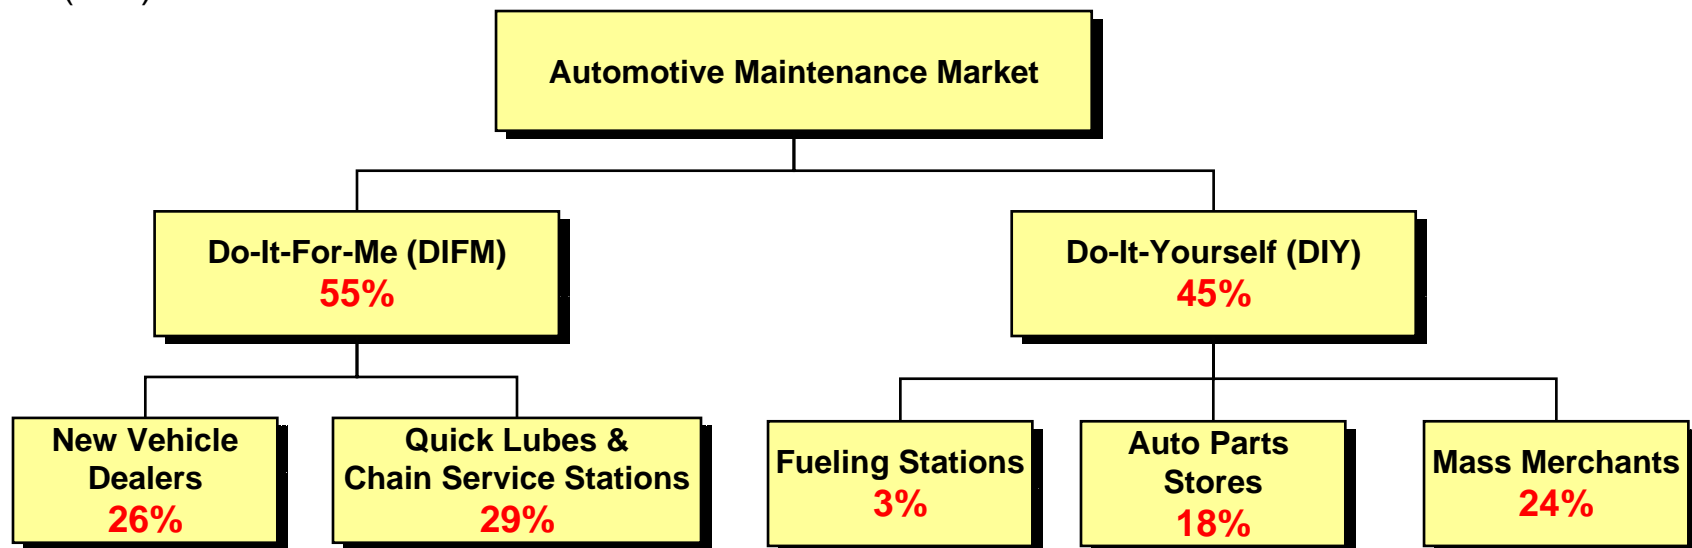 Automotive Maintenance Market
Do-It-For-Me (DIFM)
55%
Do-It-Yourself (DIY)
45%
New Vehicle
Dealers
26%
Quick Lubes &
Chain Service Stations
29%
Fueling Stations
3%
Auto Parts
Stores
18%
Mass Merchants
24%